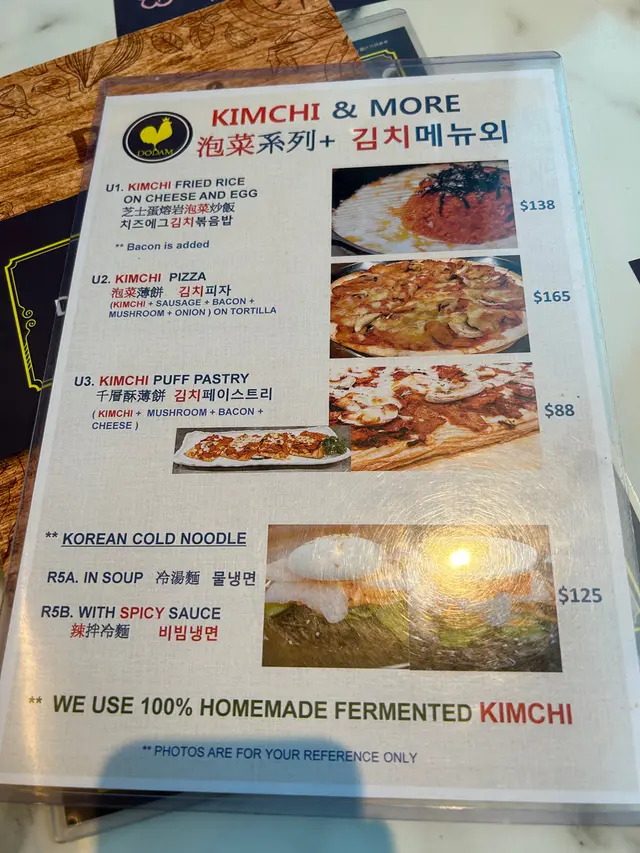 DODAM
KIMCHI & MORE
泡菜系列+ 김치메뉴외
U1. KIMCHI FRIED RICE
ON CHEESE AND EGG
芝士蛋熔岩泡菜炒飯
치즈에그김치볶음밥
** Bacon is added
$138
U2. KIMCHI PIZZA
泡菜薄餅 김치피자
(KIMCHI + SAUSAGE + BACON +
MUSHROOM + ONION ) ON TORTILLA
$165
U3. KIMCHI PUFF PASTRY
千層酥薄餅 김치페이스트리
( KIMCHI + MUSHROOM + BACON +
CHEESE )
$88
** KOREAN COLD NOODLE
R5A. IN SOUP 冷湯麵 물냉면
R5B. WITH SPICY SAUCE
辣拌冷麵 비빔냉면
$125
** WE USE 100% HOMEMADE FERMENTED KIMCHI
** PHOTOS ARE FOR YOUR REFERENCE ONLY